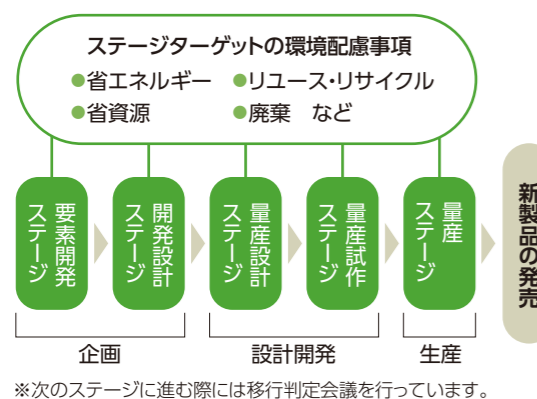 ステージターゲットの環境配慮事項
●省エネルギー ●リユース・リサイクル
●省資源 ●廃棄 など
要素開発
ステージ
開発設計
ステージ
量産設計
ステージ
量産試作
ステージ
量産
ステージ
新製品の発売
企画
設計開発
生産
※次のステージに進む際には移行判定会議を行っています。